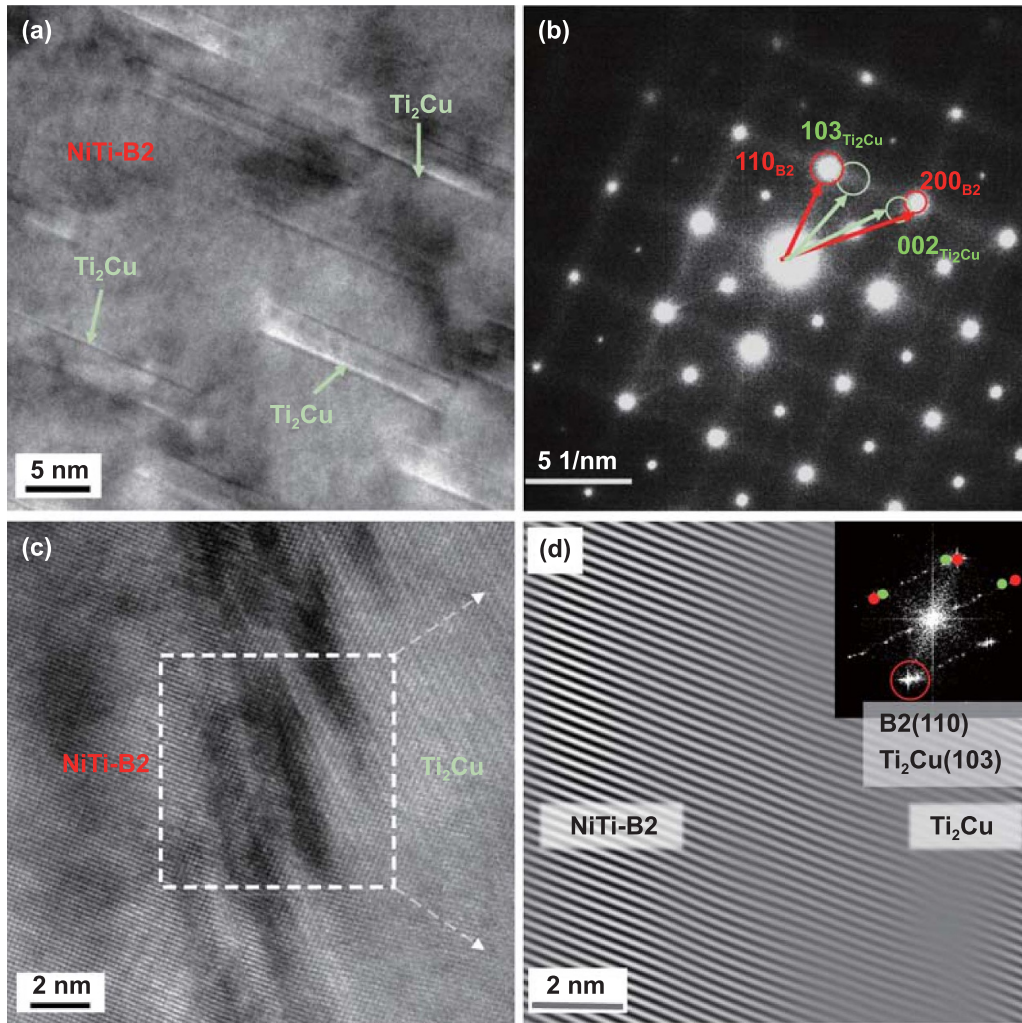 (a)
Ti₂Cu
NiTi-B2
Ti₂Cu
Ti₂Cu
5 nm
(b)
103Ti₂Cu
110B2
200B2
002Ti₂Cu
5 1/nm
(c)
NiTi-B2
Ti₂Cu
2 nm
(d)
B2(110)
Ti₂Cu(103)
NiTi-B2
Ti₂Cu
2 nm